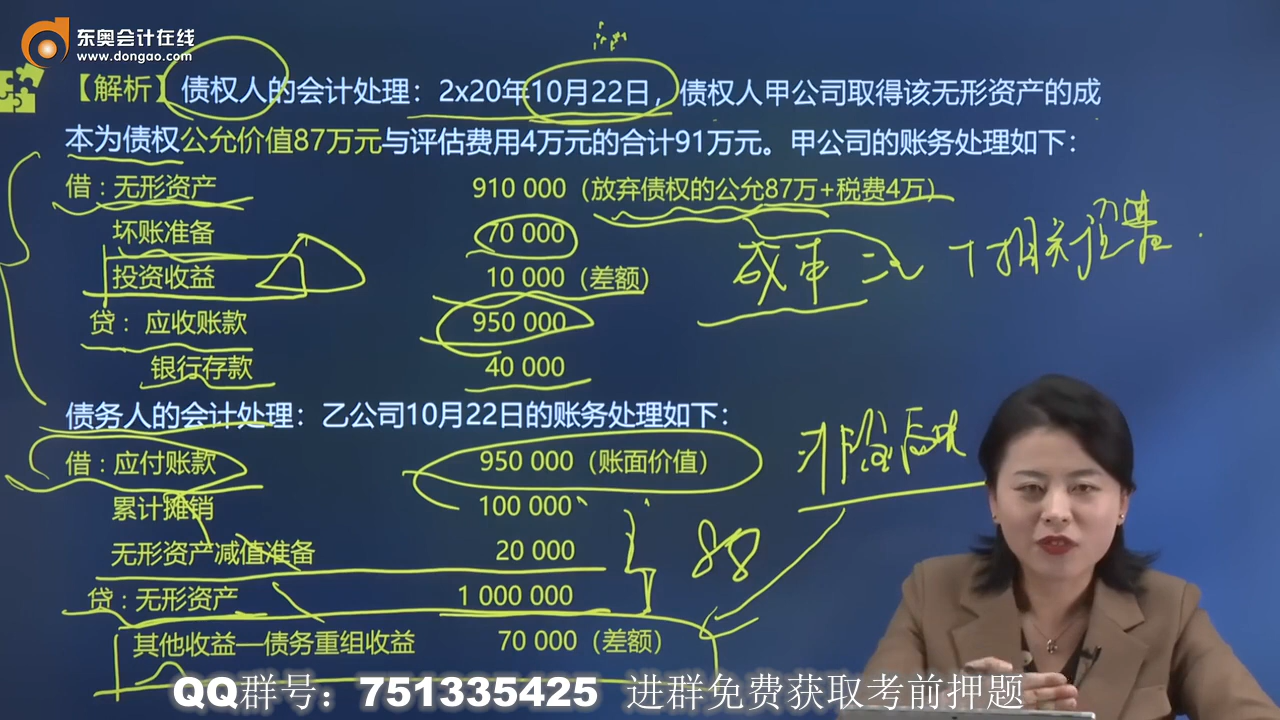 东奥会计在线
www.dongao.com
【解析】债权人的会计处理：2x20年10月22日，债权人甲公司取得该无形资产的成
本为债权公允价值87万元与评估费用4万元的合计91万元。甲公司的账务处理如下：
借：无形资产 910 000（放弃债权的公允87万+税费4万）
坏账准备 70 000
投资收益 10 000（差额）
贷：应收账款 950 000
银行存款 40 000
成本
债务人的会计处理：乙公司10月22日的账务处理如下：
借：应付账款 950 000（账面价值）
累计摊销 100 000
无形资产减值准备 20 000
88
贷：无形资产 1 000 000
其他收益—债务重组收益 70 000（差额）
QQ群号：751335425 进群免费获取考前押题